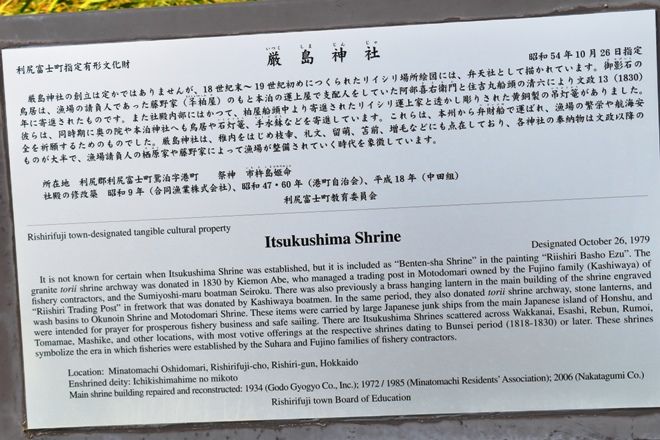 利尻富士町指定有形文化財
いつく しま じん じゃ
厳島神社
昭和54年10月26日指定
厳島神社の創立は定かではありませんが、18世紀末〜19世紀初めにつくられたリイシリ場所絵図には、弁天社として描かれています。御影石の
鳥居は、漁場の請負人であった藤野家(柏屋)のもと本泊の運上屋で支配人をしていた阿部喜右衛門と住吉丸船頭の清六により文政13(1830)
年に寄進されたものです。また社殿内部にはかつて、柏屋船頭中より寄進されたリイシリ運上家と透かし彫りされた黄銅製の吊灯篭がありました。
彼らは、同時期に奥の院や本泊神社へも鳥居や石灯篭、手水鉢などを寄進しています。これらは、本州から弁財船で運ばれ、漁場の繁栄や航海安
全を祈願するためのものでした。厳島神社は、稚内をはじめ枝幸、礼文、留萌、苫前、増毛などにも点在しており、各神社の奉納物は文政以降の
ものが大半で、漁場請負人の栖原家や藤野家によって漁場が整備されていく時代を象徴しています。
所在地 利尻郡利尻富士町鴛泊字港町 祭神 市杵島姫命
社殿の修改築 昭和9年(合同漁業株式会社)、昭和47・60年(港町自治会)、平成18年(中田組)
利尻富士町教育委員会
Rishirifuji town-designated tangible cultural property
Itsukushima Shrine
Designated October 26, 1979
It is not known for certain when Itsukushima Shrine was established, but it is included as “Benten-sha Shrine” in the painting “Riishiri Basho Ezu”. The
granite torii shrine archway was donated in 1830 by Kiemon Abe, who managed a trading post in Motodomari owned by the Fujino family (Kashiwaya) of
fishery contractors, and the Sumiyoshi-maru boatman Seiroku. There was also previously a brass hanging lantern in the main building of the shrine engraved
“Riishiri Trading Post” in fretwork that was donated by Kashiwaya boatmen. In the same period, they also donated torii shrine archway, stone lanterns, and
wash basins to Okunoin Shrine and Motodomari Shrine. These items were carried by large Japanese junk ships from the main Japanese island of Honshu, and
were intended for prayer for prosperous fishery business and safe sailing. There are Itsukushima Shrines scattered across Wakkanai, Esashi, Rebun, Rumoi,
Tomamae, Mashike, and other locations, with most votive offerings at the respective shrines dating to Bunsei period (1818-1830) or later. These shrines
symbolize the era in which fisheries were established by the Suhara and Fujino families of fishery contractors.
Location: Minatomachi Oshidomari, Rishirifuji-cho, Rishiri-gun, Hokkaido
Enshrined deity: Ichikishimahime no mikoto
Main shrine building repaired and reconstructed: 1934 (Godo Gyogyo Co., Inc.); 1972 / 1985 (Minatomachi Residents’ Association); 2006 (Nakatagumi Co.)
Rishirifuji town Board of Education